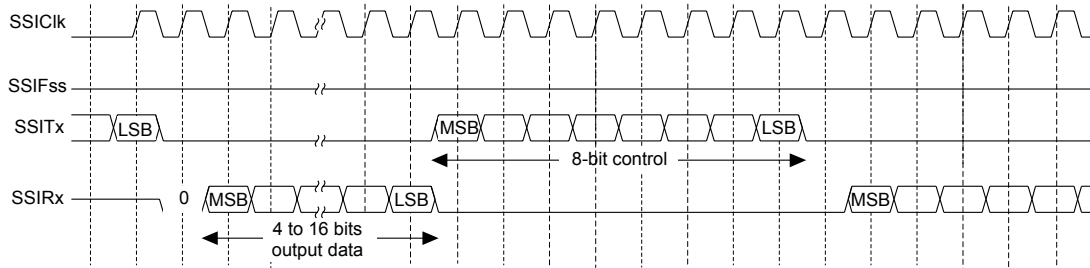 SSIClk
SSIFss
SSITx
LSB
MSB
LSB
8-bit control
SSIRx
0
MSB
LSB
MSB
4 to 16 bits
output data